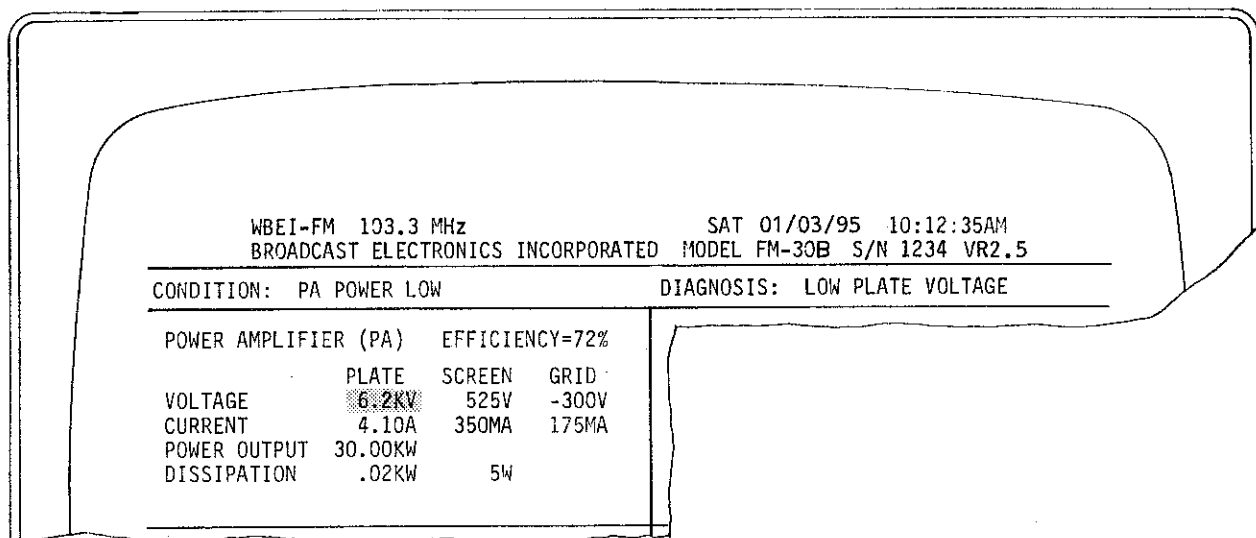 WBEI-FM 103.3 MHz SAT 01/03/95 10:12:35AM
BROADCAST ELECTRONICS INCORPORATED MODEL FM-30B S/N 1234 VR2.5
CONDITION: PA POWER LOW DIAGNOSIS: LOW PLATE VOLTAGE
POWER AMPLIFIER (PA) EFFICIENCY=72%
PLATE SCREEN GRID
VOLTAGE 6.2KV 525V -300V
CURRENT 4.10A 350MA 175MA
POWER OUTPUT 30.00KW
DISSIPATION .02KW 5W